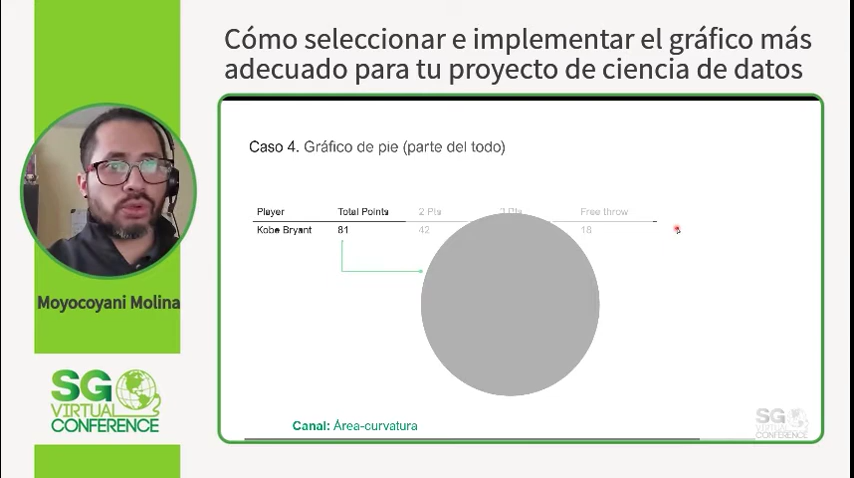 Cómo seleccionar e implementar el gráfico más
adecuado para tu proyecto de ciencia de datos
Caso 4. Gráfico de pie (parte del todo)
Player Total Points 2 Pts Free throw
Kobe Bryant 81 42 18
Moyocoyani Molina
SG
VIRTUAL
CONFERENCE
Canal: Área-curvatura
SG
VIRTUAL
CONFERENCE